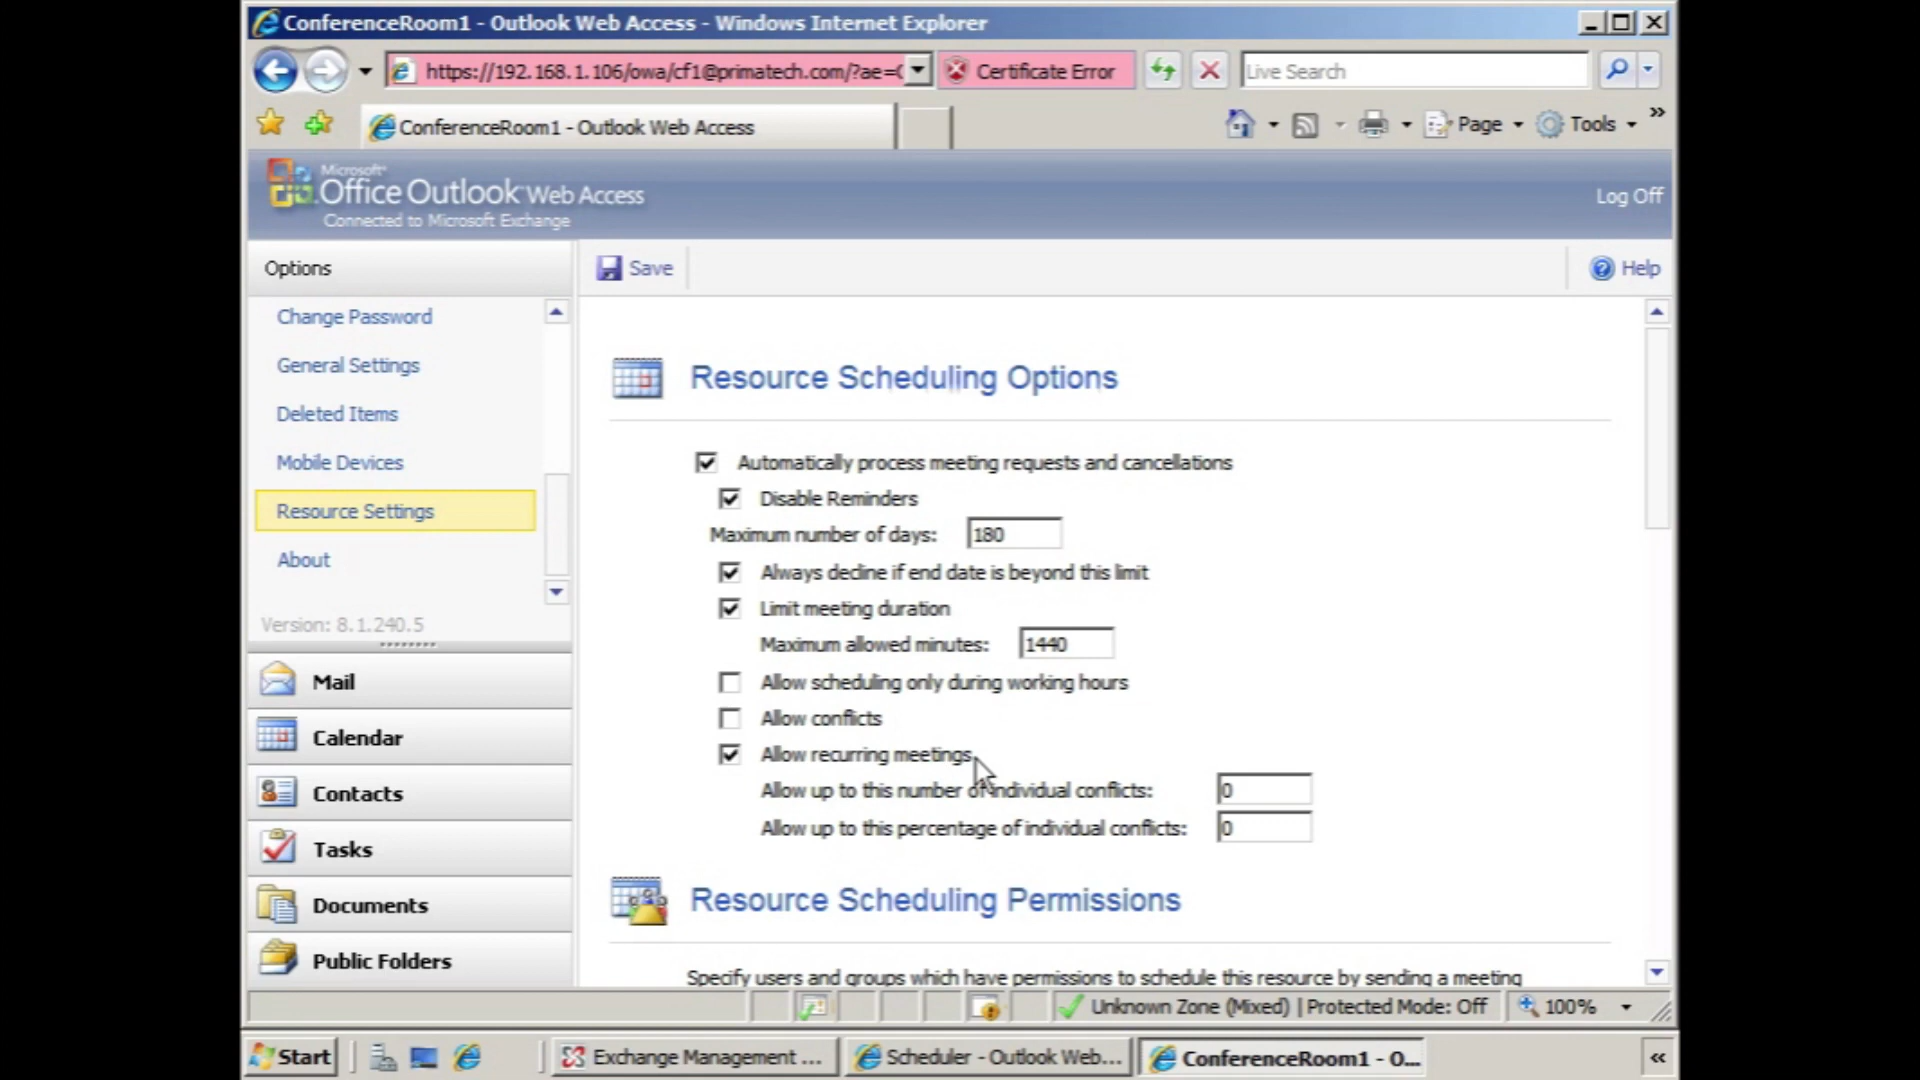 ConferenceRoom1 - Outlook Web Access - Windows Internet Explorer
https://192.168.1.106/owa/cf1@primatech.com/?ae=
Certificate Error
Live Search
ConferenceRoom1 - Outlook Web Access
Page
Tools
Microsoft
Office Outlook Web Access
Connected to Microsoft Exchange
Log Off
Options
Save
Help
Change Password
General Settings
Deleted Items
Mobile Devices
Resource Settings
About
Version: 8.1.240.5
Mail
Calendar
Contacts
Tasks
Documents
Public Folders
Resource Scheduling Options
Automatically process meeting requests and cancellations
Disable Reminders
Maximum number of days: 180
Always decline if end date is beyond this limit
Limit meeting duration
Maximum allowed minutes: 1440
Allow scheduling only during working hours
Allow conflicts
Allow recurring meetings
Allow up to this number of individual conflicts: 0
Allow up to this percentage of individual conflicts: 0
Resource Scheduling Permissions
Specify users and groups which have permissions to schedule this resource by sending a meeting
Unknown Zone (Mixed) | Protected Mode: Off
100%
Start
Exchange Management ...
Scheduler - Outlook Web...
ConferenceRoom1 - O...